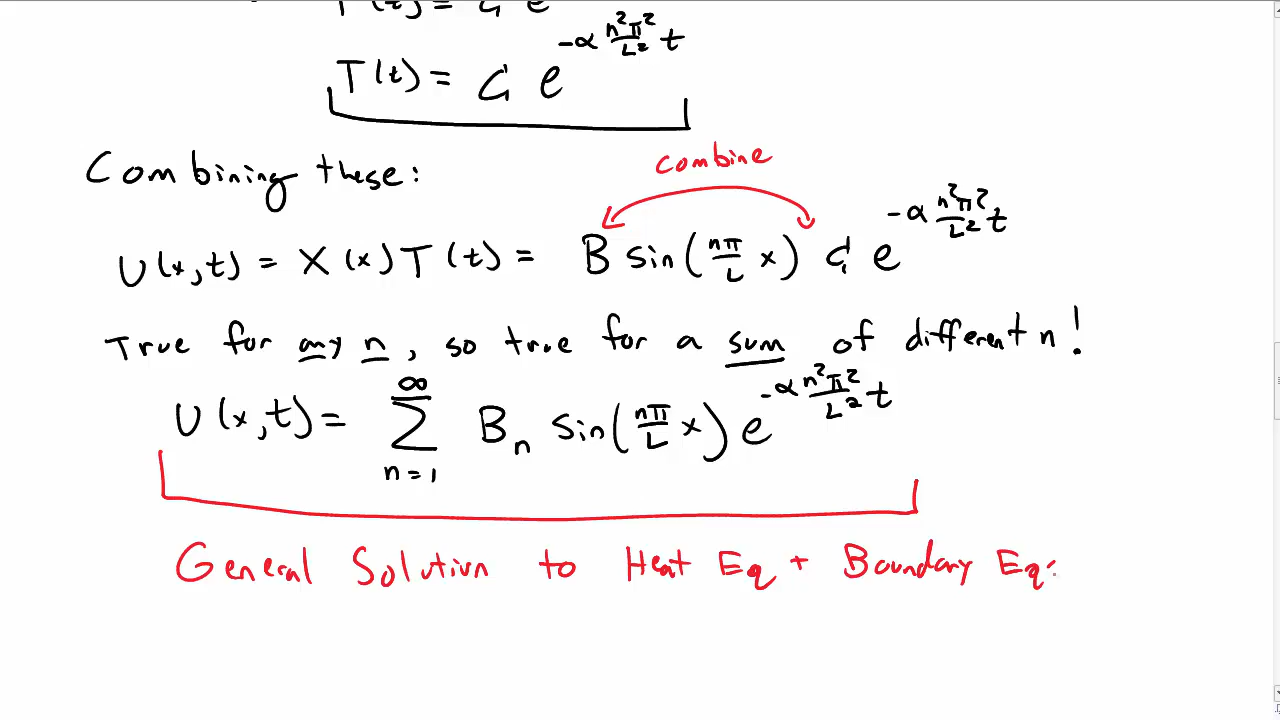 T(t) = C₁ e
T(t) = C₁ e^(-α n²π²/L² t)
combine
Combining these:
U(x,t) = X(x)T(t) = B sin(nπ/L x) C₁ e^(-α n²π²/L² t)
True for any n, so true for a sum of different n!
U(x,t) = ∑_(n=1)^∞ B_n sin(nπ/L x) e^(-α n²π²/L² t)
General Solution to Heat Eq + Boundary Eq: